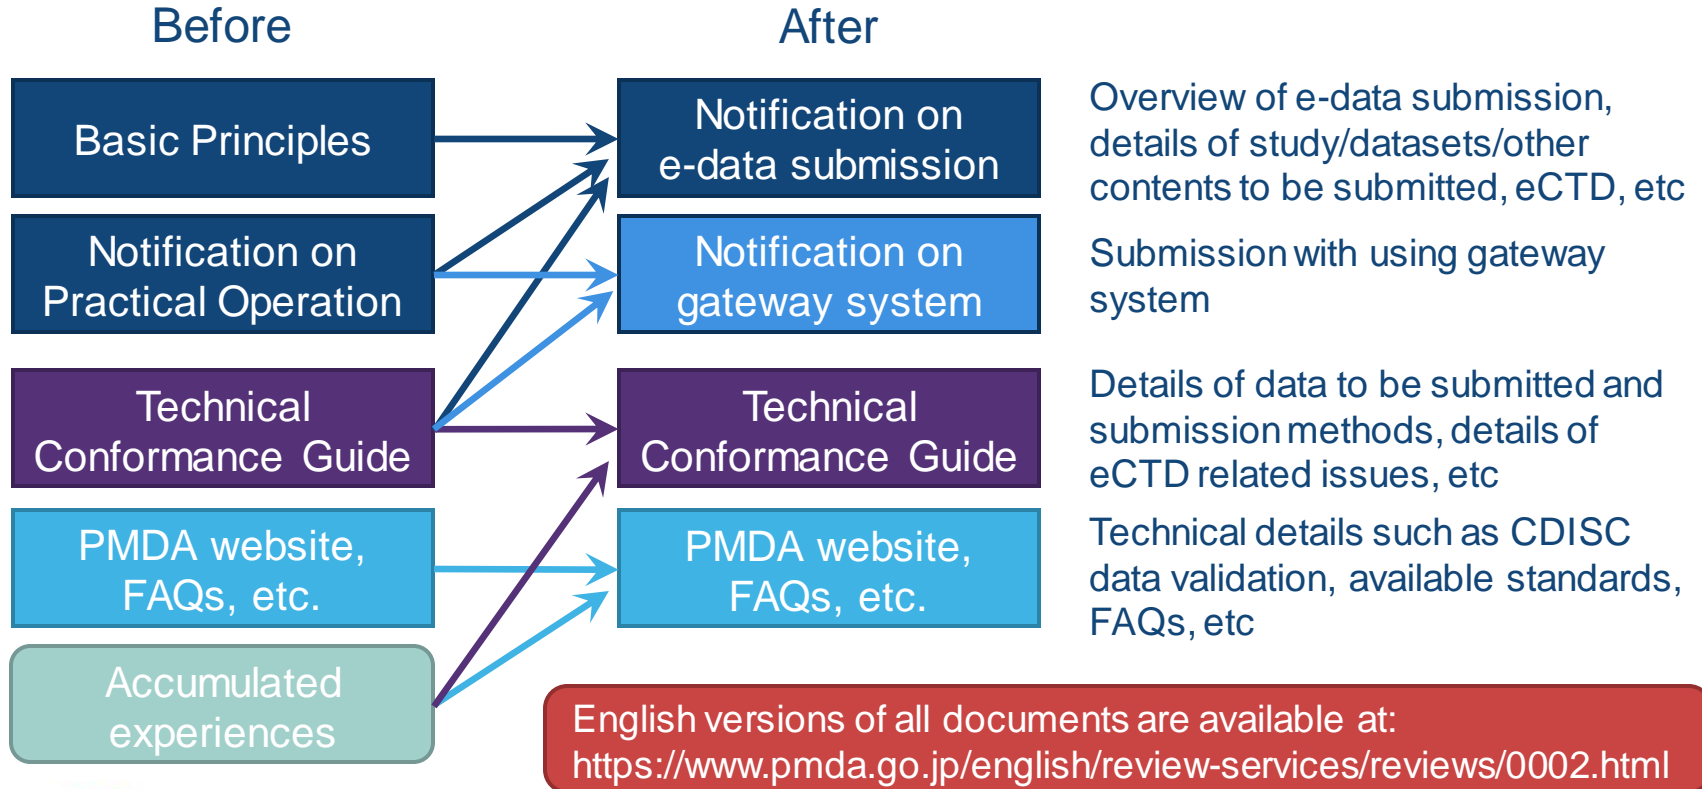 Before
After
Basic Principles
Notification on
e-data submission
Overview of e-data submission,
details of study/datasets/other
contents to be submitted, eCTD, etc
Notification on
Practical Operation
Notification on
gateway system
Submission with using gateway
system
Technical
Conformance Guide
Technical
Conformance Guide
Details of data to be submitted and
submission methods, details of
eCTD related issues, etc
PMDA website,
FAQs, etc.
PMDA website,
FAQs, etc.
Technical details such as CDISC
data validation, available standards,
FAQs, etc
Accumulated
experiences
English versions of all documents are available at:
https://www.pmda.go.jp/english/review-services/reviews/0002.html